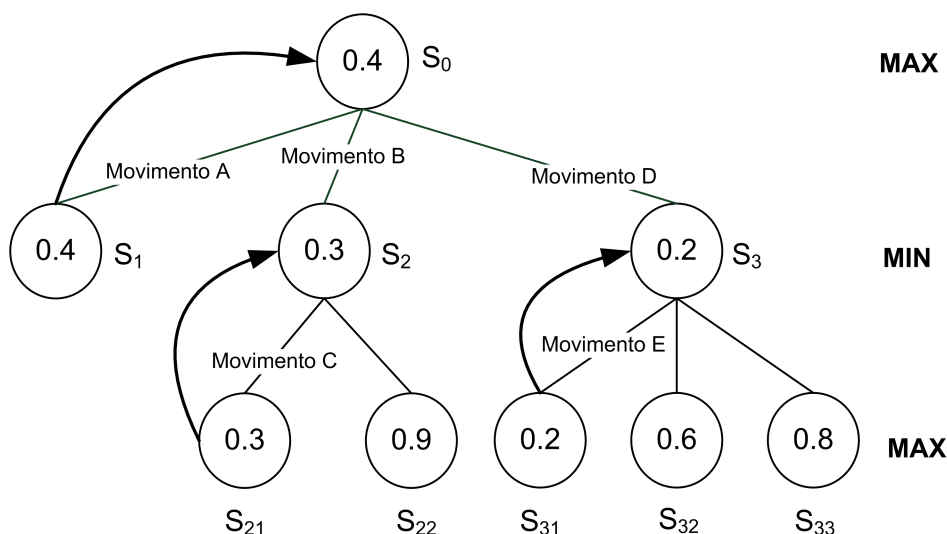 0.4 S0 MAX
Movimento A Movimento B Movimento D
0.4 S1 0.3 S2 0.2 S3 MIN
Movimento C Movimento E
0.3 0.9 0.2 0.6 0.8 MAX
S21 S22 S31 S32 S33